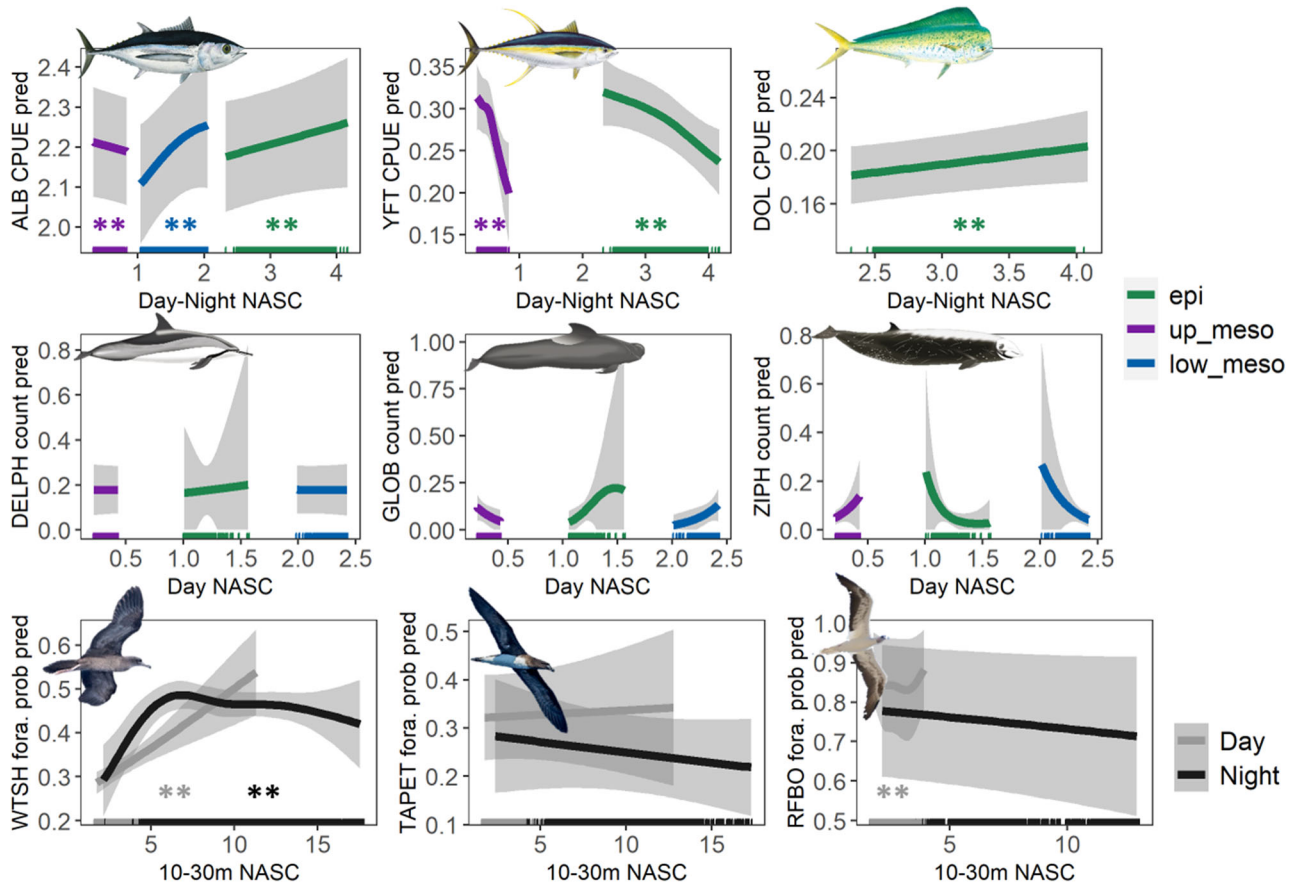 ALB CPUE pred
2.4
2.3
2.2
2.1
2.0
** ** **
1 2 3 4
Day-Night NASC
YFT CPUE pred
0.35
0.30
0.25
0.20
0.15
** **
1 2 3 4
Day-Night NASC
DOL CPUE pred
0.24
0.20
0.16
**
2.5 3.0 3.5 4.0
Day-Night NASC
epi
up_meso
low_meso
DELPH count pred
0.8
0.6
0.4
0.2
0.0
0.5 1.0 1.5 2.0 2.5
Day NASC
GLOB count pred
1.00
0.75
0.50
0.25
0.00
0.5 1.0 1.5 2.0 2.5
Day NASC
ZIPH count pred
0.8
0.6
0.4
0.2
0.0
0.5 1.0 1.5 2.0 2.5
Day NASC
WTSH fora. prob pred
0.6
0.5
0.4
0.3
0.2
** **
5 10 15
10-30m NASC
TAPET fora. prob pred
0.5
0.4
0.3
0.2
0.1
5 10 15
10-30m NASC
RFBO fora. prob pred
1.0
0.9
0.8
0.7
0.6
0.5
**
5 10
10-30m NASC
Day
Night